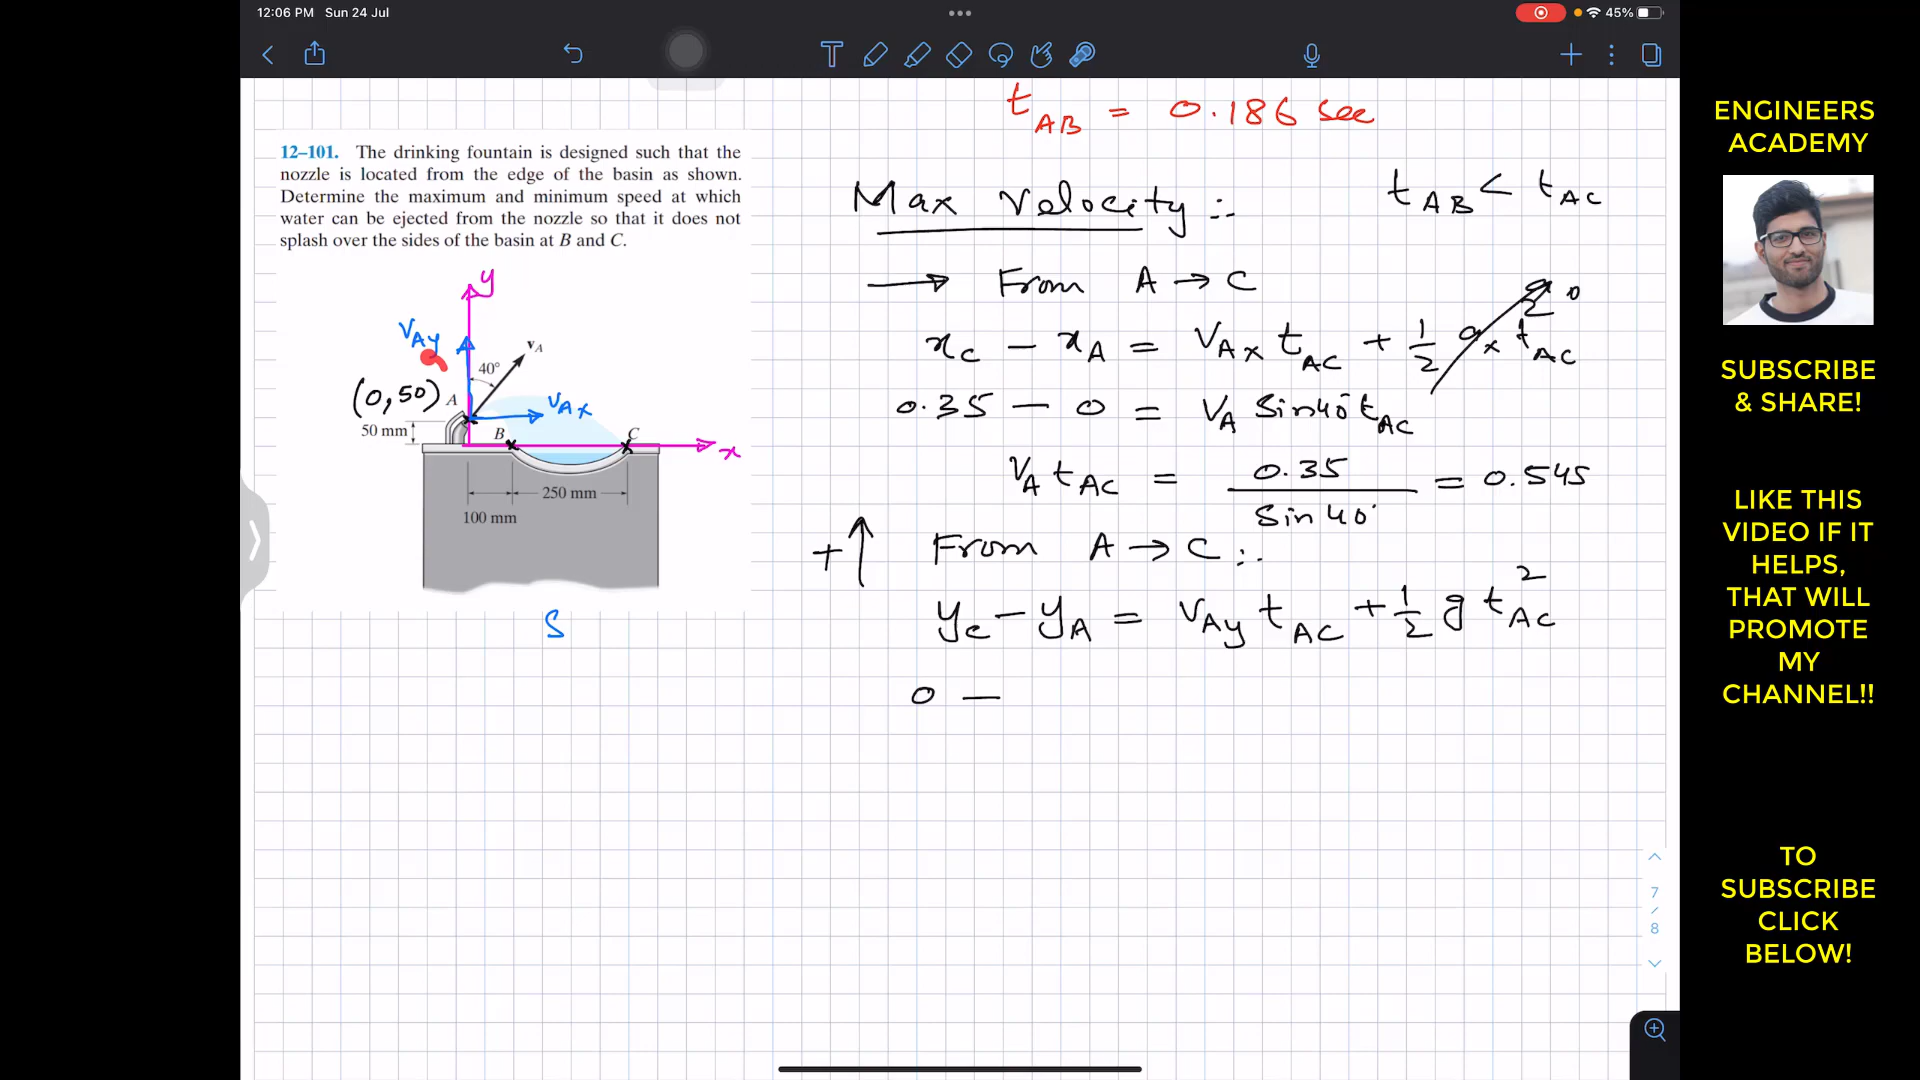 12:06 PM Sun 24 Jul
45%
t_AB = 0.186 sec
12–101. The drinking fountain is designed such that the
nozzle is located from the edge of the basin as shown.
Determine the maximum and minimum speed at which
water can be ejected from the nozzle so that it does not
splash over the sides of the basin at B and C.
y
V_Ay
v_A
40°
(0,50)
A
V_Ax
50 mm
B
C
x
250 mm
100 mm
S
Max Velocity :-
t_AB < t_AC
→ From A → C
x_C - x_A = V_Ax t_AC + 1/2 a_x t_AC^2 0
0.35 - 0 = V_A Sin40° t_AC
V_A t_AC = 0.35 / Sin 40° = 0.545
+↑ From A → C :-
y_C - y_A = V_Ay t_AC + 1/2 g t_AC^2
0 -
7
/
8
ENGINEERS
ACADEMY
SUBSCRIBE
& SHARE!
LIKE THIS
VIDEO IF IT
HELPS,
THAT WILL
PROMOTE
MY
CHANNEL!!
TO
SUBSCRIBE
CLICK
BELOW!